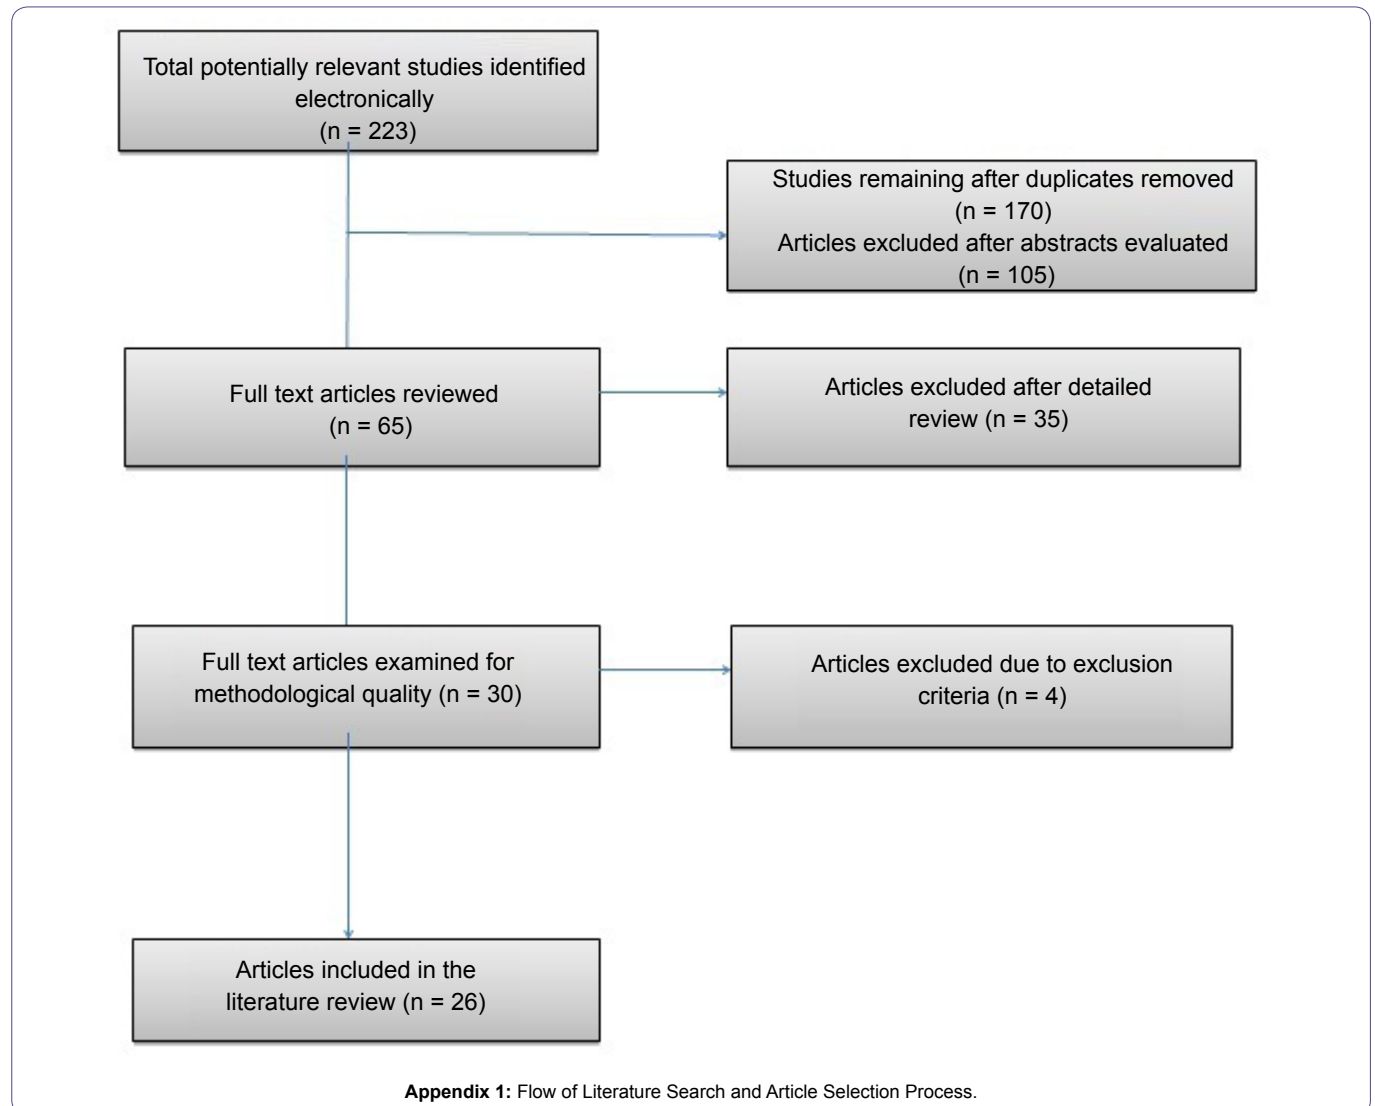 Total potentially relevant studies identified
electronically
(n = 223)
Studies remaining after duplicates removed
(n = 170)
Articles excluded after abstracts evaluated
(n = 105)
Full text articles reviewed
(n = 65)
Articles excluded after detailed
review (n = 35)
Full text articles examined for
methodological quality (n = 30)
Articles excluded due to exclusion
criteria (n = 4)
Articles included in the
literature review (n = 26)
Appendix 1: Flow of Literature Search and Article Selection Process.